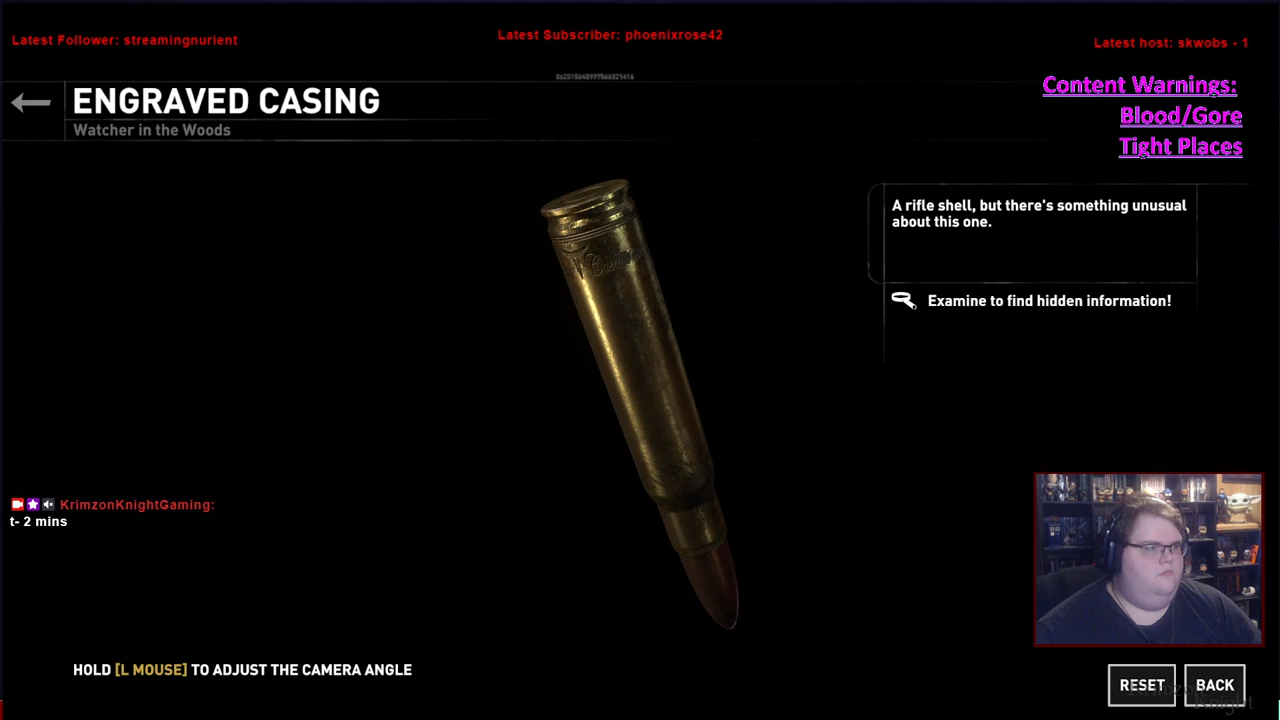 Latest Follower: streamingnurient
Latest Subscriber: phoenixrose42
Latest host: skwobs - 1
ENGRAVED CASING
Watcher in the Woods
Content Warnings:
Blood/Gore
Tight Places
A rifle shell, but there's something unusual
about this one.
Examine to find hidden information!
KrimzonKnightGaming:
t- 2 mins
HOLD [L MOUSE] TO ADJUST THE CAMERA ANGLE
RESET
BACK